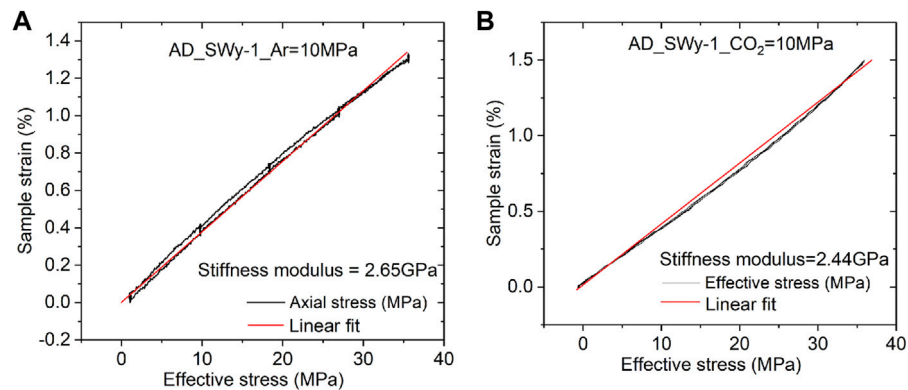 A
AD_SWy-1_Ar=10MPa
Sample strain (%)
1.4
1.2
1.0
0.8
0.6
0.4
0.2
0.0
-0.2
Stiffness modulus = 2.65GPa
Axial stress (MPa)
Linear fit
0 10 20 30 40
Effective stress (MPa)
B
AD_SWy-1_CO₂=10MPa
Sample strain (%)
1.5
1.0
0.5
0.0
Stiffness modulus=2.44GPa
Effective stress (MPa)
Linear fit
0 10 20 30 40
Effective stress (MPa)